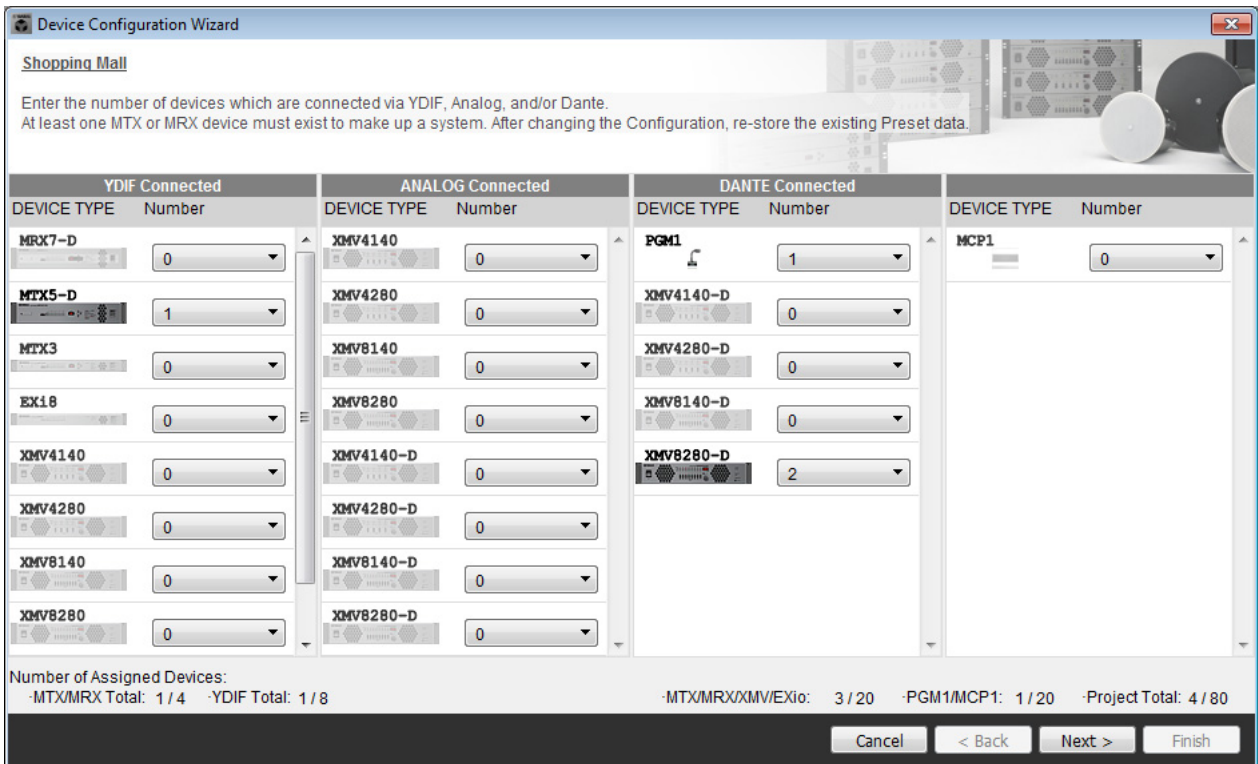 Device Configuration Wizard
Shopping Mall
Enter the number of devices which are connected via YDIF, Analog, and/or Dante.
At least one MTX or MRX device must exist to make up a system. After changing the Configuration, re-store the existing Preset data.
YDIF Connected
DEVICE TYPE Number
MRX7-D 0
MTX5-D 1
MTX3 0
EXi8 0
XMV4140 0
XMV4280 0
XMV8140 0
XMV8280 0
ANALOG Connected
DEVICE TYPE Number
XMV4140 0
XMV4280 0
XMV8140 0
XMV8280 0
XMV4140-D 0
XMV4280-D 0
XMV8140-D 0
XMV8280-D 0
DANTE Connected
DEVICE TYPE Number
PGM1 1
XMV4140-D 0
XMV4280-D 0
XMV8140-D 0
XMV8280-D 2
DEVICE TYPE Number
MCP1 0
Number of Assigned Devices:
·MTX/MRX Total: 1 / 4 ·YDIF Total: 1 / 8 ·MTX/MRX/XMV/EXio: 3 / 20 ·PGM1/MCP1: 1 / 20 ·Project Total: 4 / 80
Cancel < Back Next > Finish